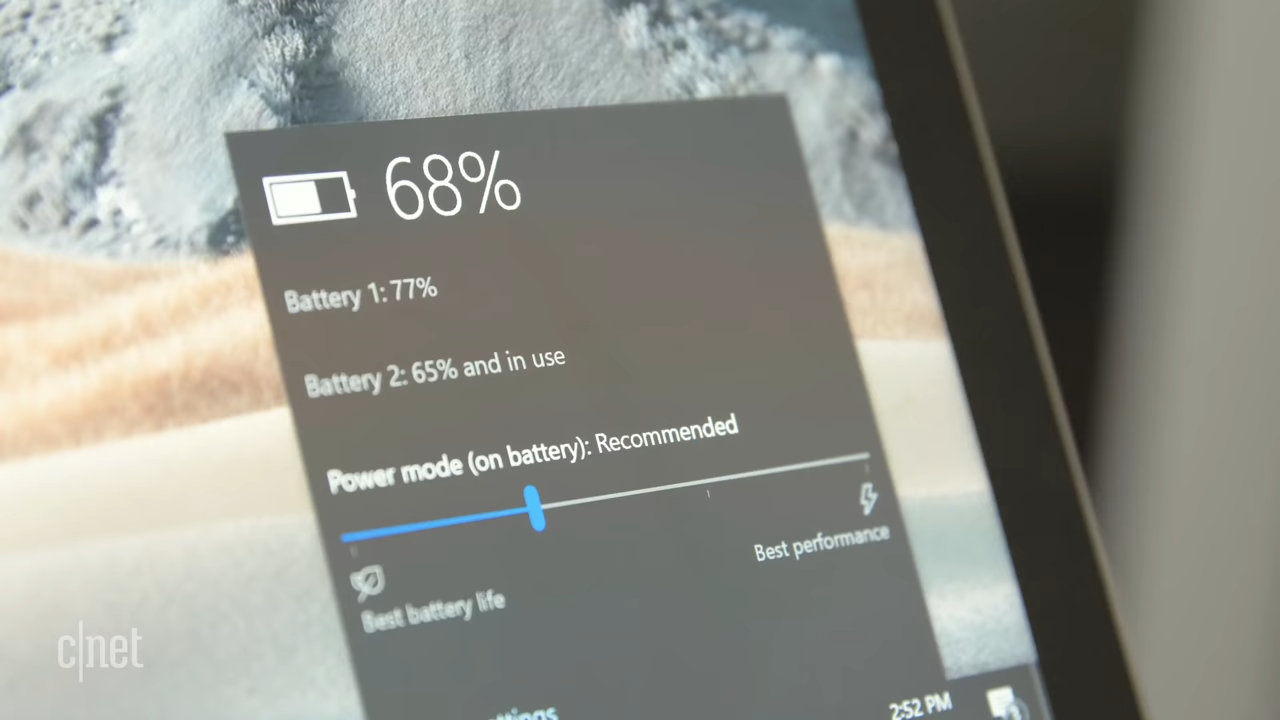 68%
Battery 1: 77%
Battery 2: 65% and in use
Power mode (on battery): Recommended
Best performance
Best battery life
2:52 PM
c|net